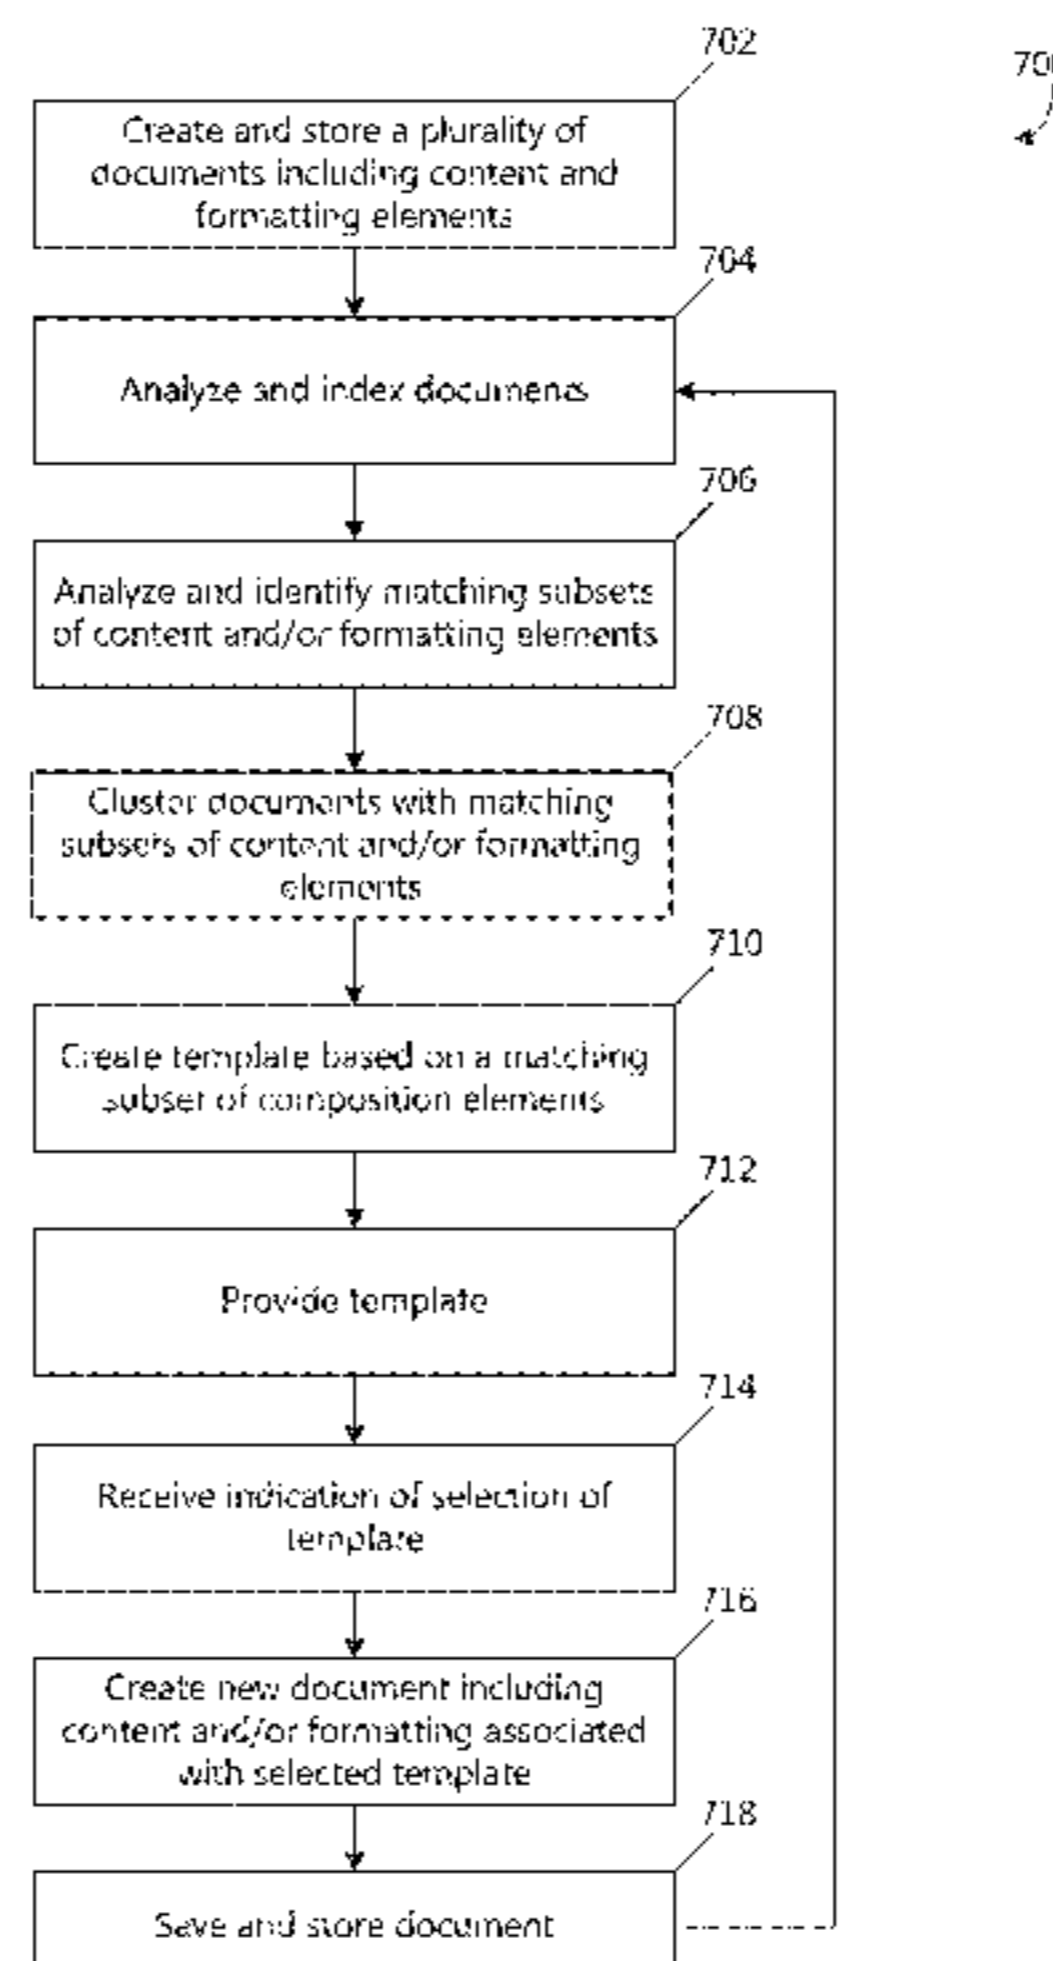 702
Create and store a plurality of
documents including content and
formatting elements
704
Analyze and index documents
706
Analyze and identify matching subsets
of content and/or formatting elements
708
Cluster documents with matching
subsets of content and/or formatting
elements
710
Create template based on a matching
subset of composition elements
712
Provide template
714
Receive indication of selection of
template
716
Create new document including
content and/or formatting associated
with selected template
718
Save and store document